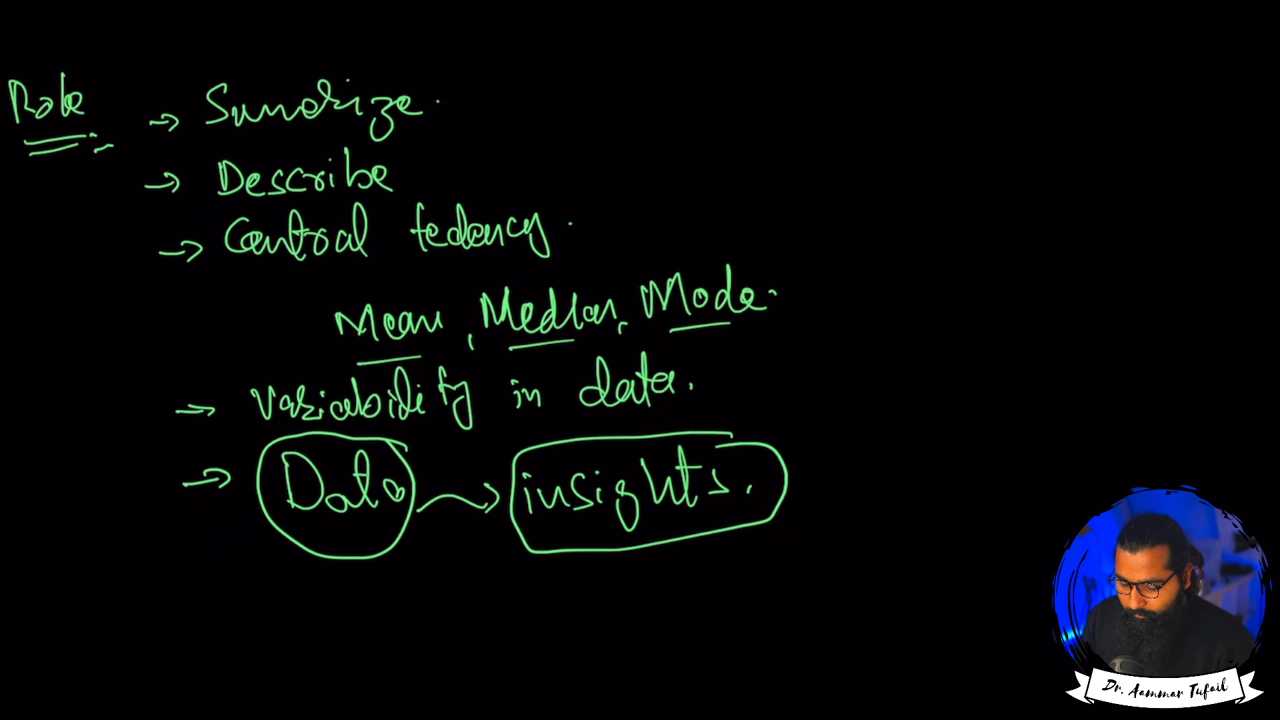 Role :-
→ Sumarize.
→ Describe
→ Central tedency.
Mean, Median, Mode.
→ Variability in data.
→ Data → insights.
Dr. Aammar Tufail